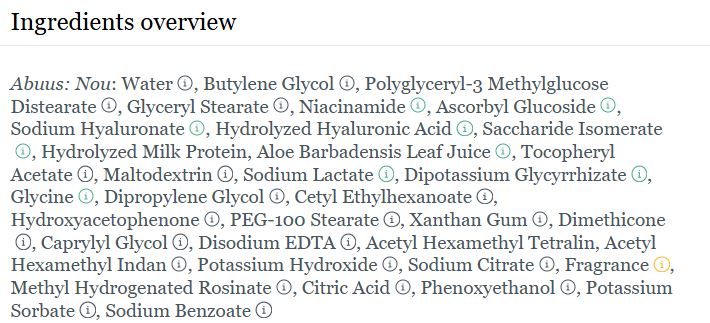 Ingredients overview
Abuus: Nou: Water ⓘ, Butylene Glycol ⓘ, Polyglyceryl-3 Methylglucose
Distearate ⓘ, Glyceryl Stearate ⓘ, Niacinamide ⓘ, Ascorbyl Glucoside ⓘ,
Sodium Hyaluronate ⓘ, Hydrolyzed Hyaluronic Acid ⓘ, Saccharide Isomerate
ⓘ, Hydrolyzed Milk Protein, Aloe Barbadensis Leaf Juice ⓘ, Tocopheryl
Acetate ⓘ, Maltodextrin ⓘ, Sodium Lactate ⓘ, Dipotassium Glycyrrhizate ⓘ,
Glycine ⓘ, Dipropylene Glycol ⓘ, Cetyl Ethylhexanoate ⓘ,
Hydroxyacetophenone ⓘ, PEG-100 Stearate ⓘ, Xanthan Gum ⓘ, Dimethicone
ⓘ, Caprylyl Glycol ⓘ, Disodium EDTA ⓘ, Acetyl Hexamethyl Tetralin, Acetyl
Hexamethyl Indan ⓘ, Potassium Hydroxide ⓘ, Sodium Citrate ⓘ, Fragrance ⓘ,
Methyl Hydrogenated Rosinate ⓘ, Citric Acid ⓘ, Phenoxyethanol ⓘ, Potassium
Sorbate ⓘ, Sodium Benzoate ⓘ